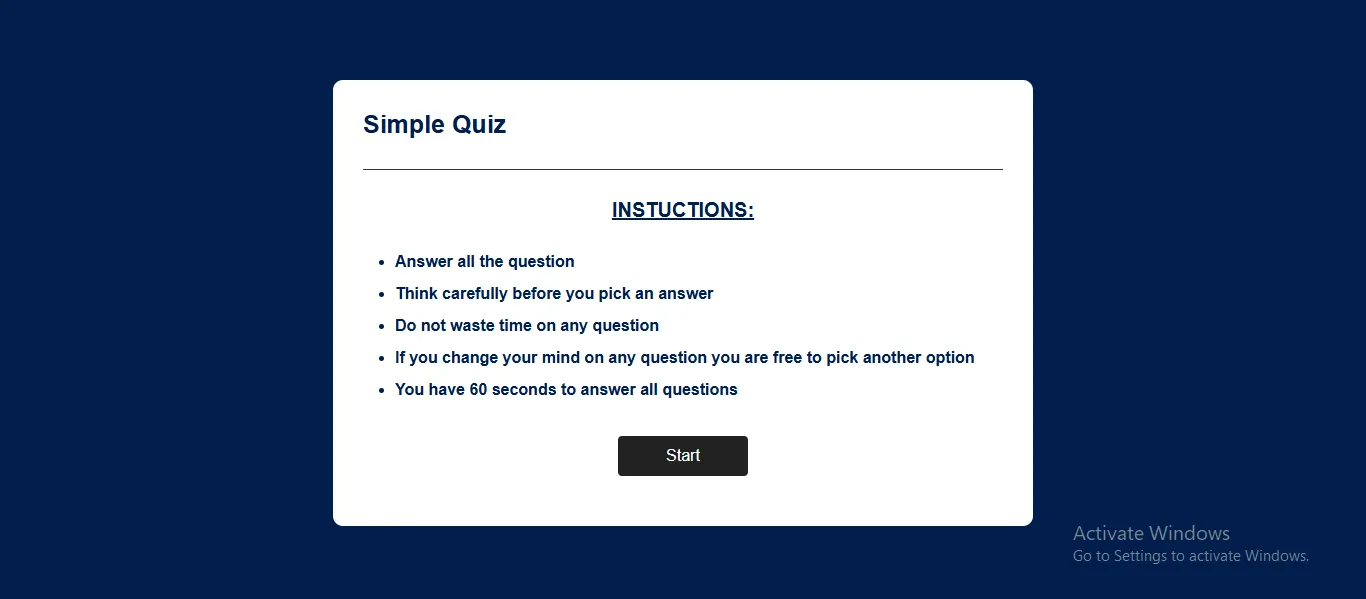 Simple Quiz
INSTUCTIONS:
Answer all the question
Think carefully before you pick an answer
Do not waste time on any question
If you change your mind on any question you are free to pick another option
You have 60 seconds to answer all questions
Start
Activate Windows
Go to Settings to activate Windows.